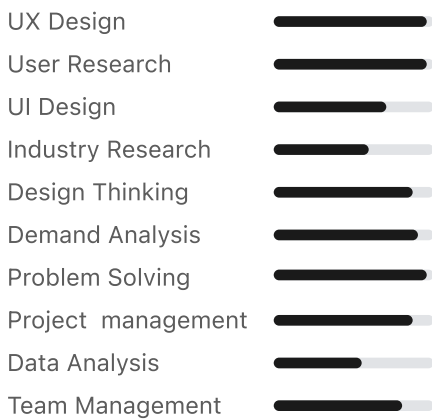 UX Design
User Research
UI Design
Industry Research
Design Thinking
Demand Analysis
Problem Solving
Project  management
Data Analysis
Team Management